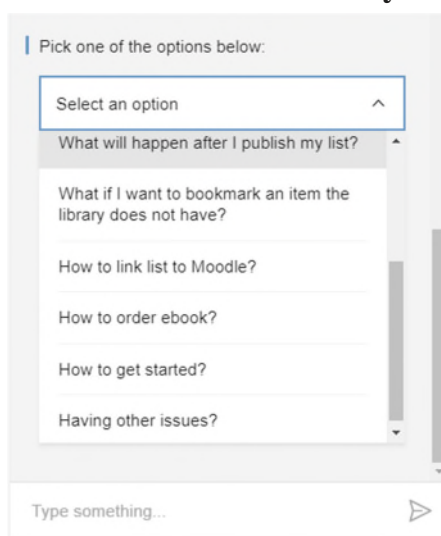 Pick one of the options below:
Select an option
What will happen after I publish my list?
What if I want to bookmark an item the
library does not have?
How to link list to Moodle?
How to order ebook?
How to get started?
Having other issues?
Type something...